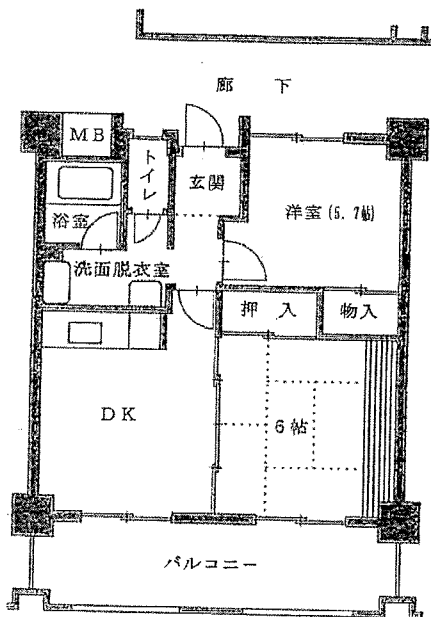 廊 下
MB
トイレ
玄関
浴室
洋室(5.7帖)
洗面脱衣室
押 入
物入
DK
6帖
バルコニー